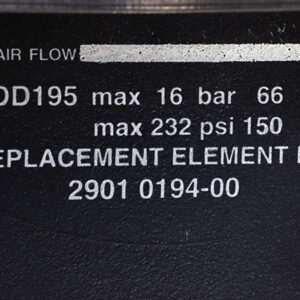 AIR FLOW
DD195 max 16 bar 66
max 232 psi 150
EPLACEMENT ELEMENT
2901 0194-00